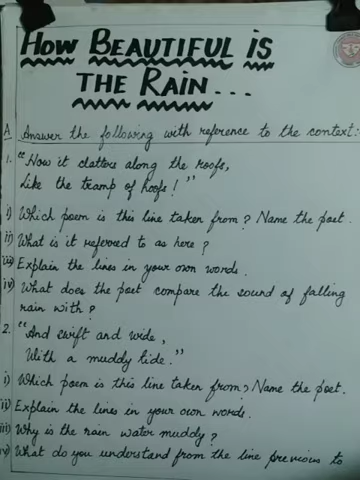 How Beautiful is
the Rain...
A Answer the following with reference to the context:-
1. "How it clatters along the roofs,
Like the tramp of hoofs!"
i) Which poem is this line taken from? Name the poet.
ii) What is it referred to as here?
iii) Explain the lines in your own words.
iv) What does the poet compare the sound of falling
rain with?
2. "And swift and wide,
With a muddy tide."
i) Which poem is this line taken from? Name the poet.
ii) Explain the lines in your own words.
iii) Why is the rain water muddy?
iv) What do you understand from the line previous to